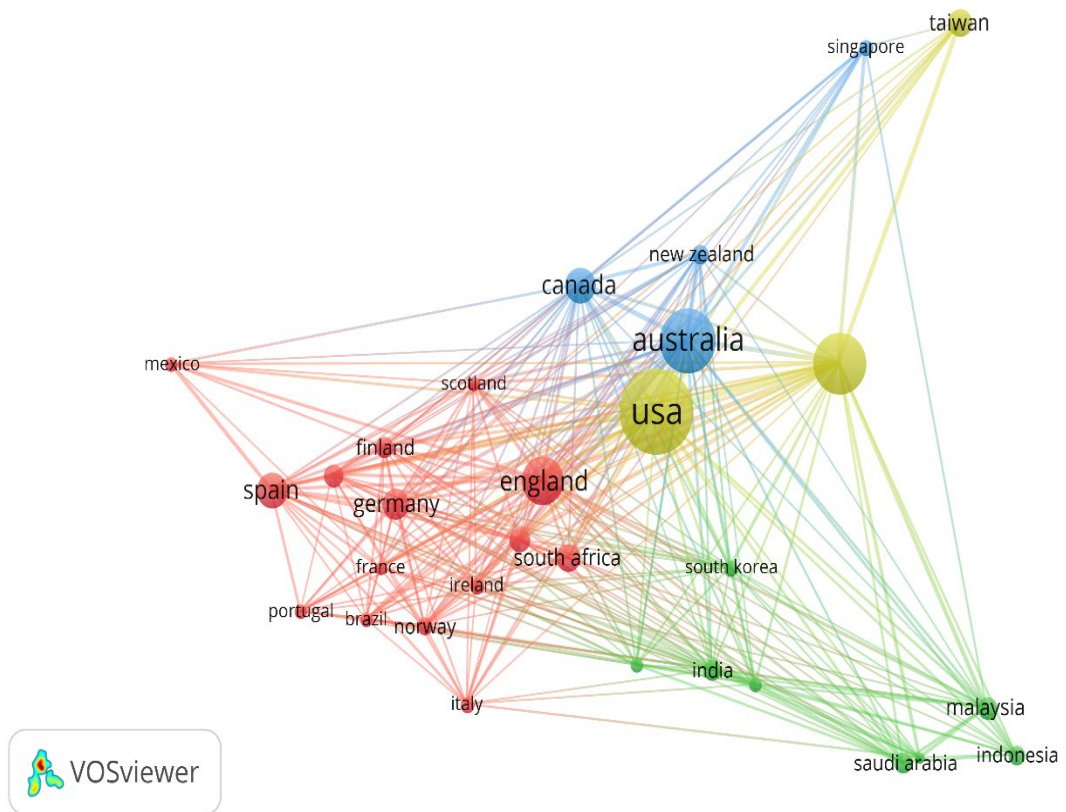 taiwan
singapore
new zealand
canada
australia
mexico
scotland
usa
finland
england
spain
germany
south africa
france
south korea
ireland
portugal
brazil
norway
india
italy
malaysia
indonesia
saudi arabia
VOSviewer